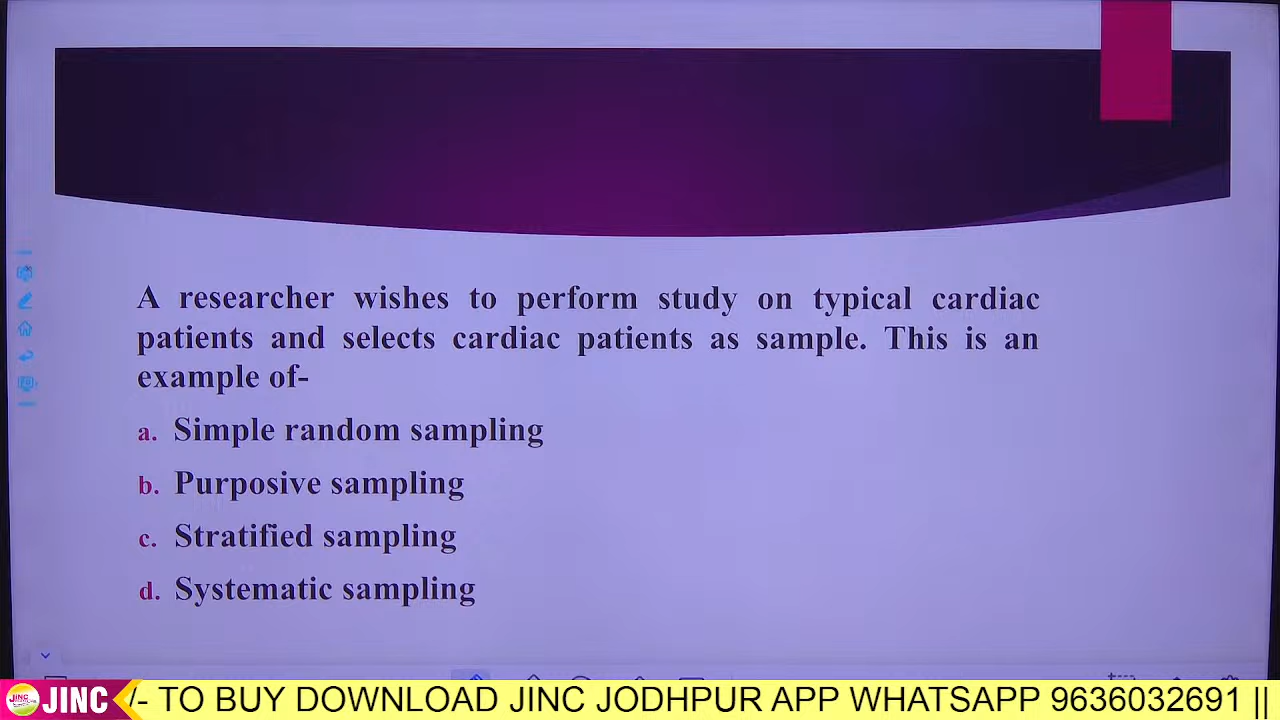 A researcher wishes to perform study on typical cardiac
patients and selects cardiac patients as sample. This is an
example of-
a. Simple random sampling
b. Purposive sampling
c. Stratified sampling
d. Systematic sampling
JINC /- TO BUY DOWNLOAD JINC JODHPUR APP WHATSAPP 9636032691 ||